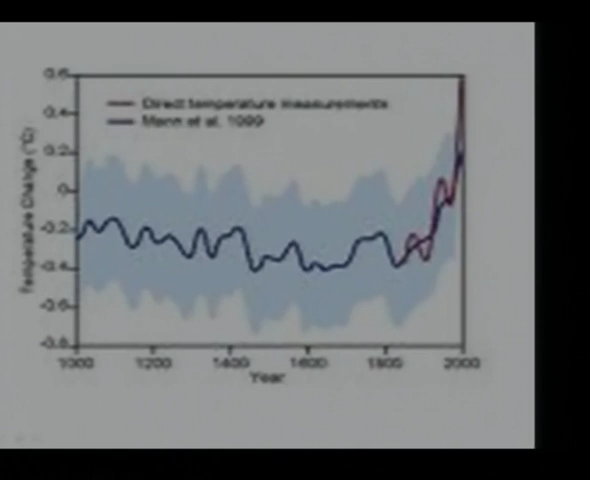 0.6
0.4
0.2
0
-0.2
-0.4
-0.6
-0.8
Temperature Change (°C)
Direct temperature measurements
Mann et al. 1999
1000 1200 1400 1600 1800 2000
Year